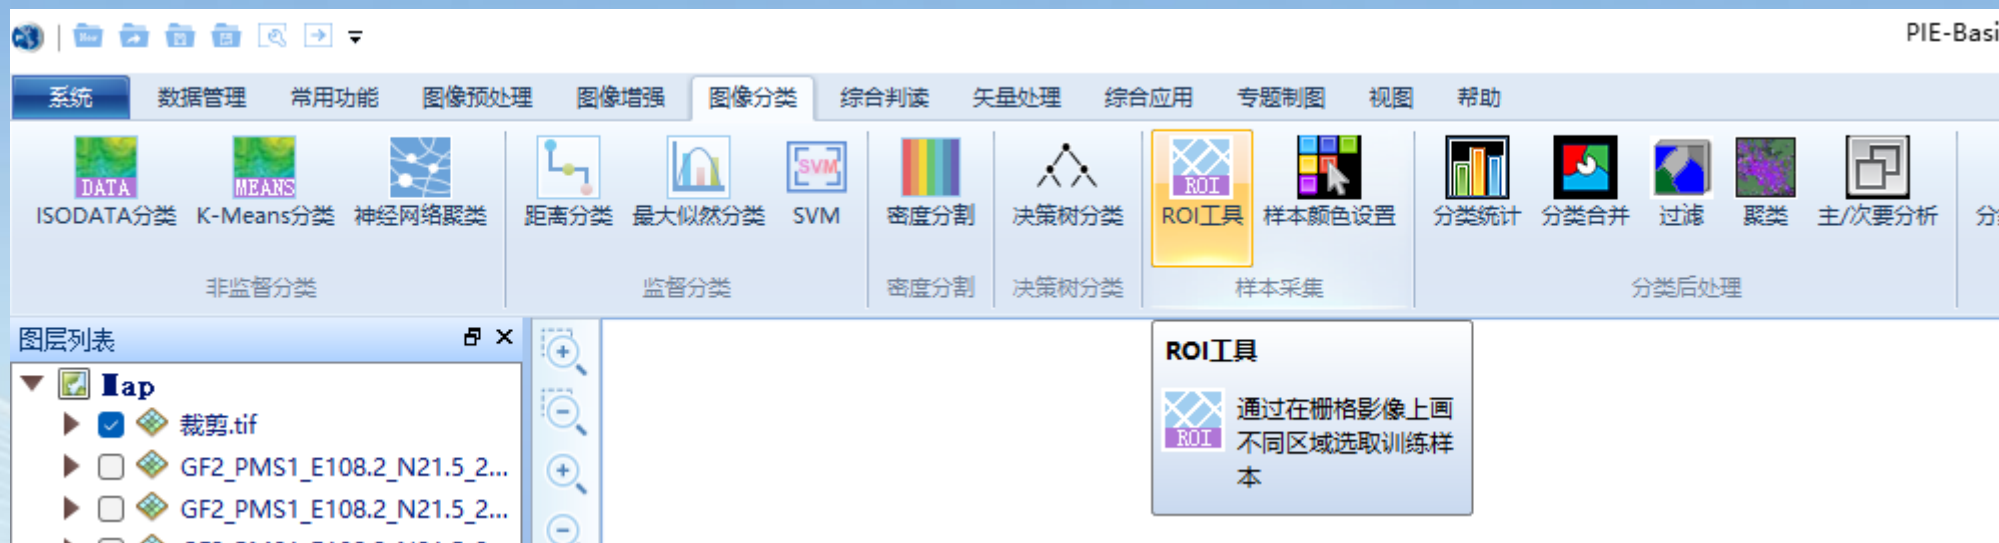 PIE-Basi
系统 数据管理 常用功能 图像预处理 图像增强 图像分类 综合判读 矢量处理 综合应用 专题制图 视图 帮助
DATA MEANS SVM ROI
ISODATA分类 K-Means分类 神经网络聚类 距离分类 最大似然分类 SVM 密度分割 决策树分类 ROI工具 样本颜色设置 分类统计 分类合并 过滤 聚类 主/次要分析 分
非监督分类 监督分类 密度分割 决策树分类 样本采集 分类后处理
图层列表
Map
裁剪.tif
GF2_PMS1_E108.2_N21.5_2...
GF2_PMS1_E108.2_N21.5_2...
ROI工具
ROI
通过在栅格影像上画
不同区域选取训练样
本